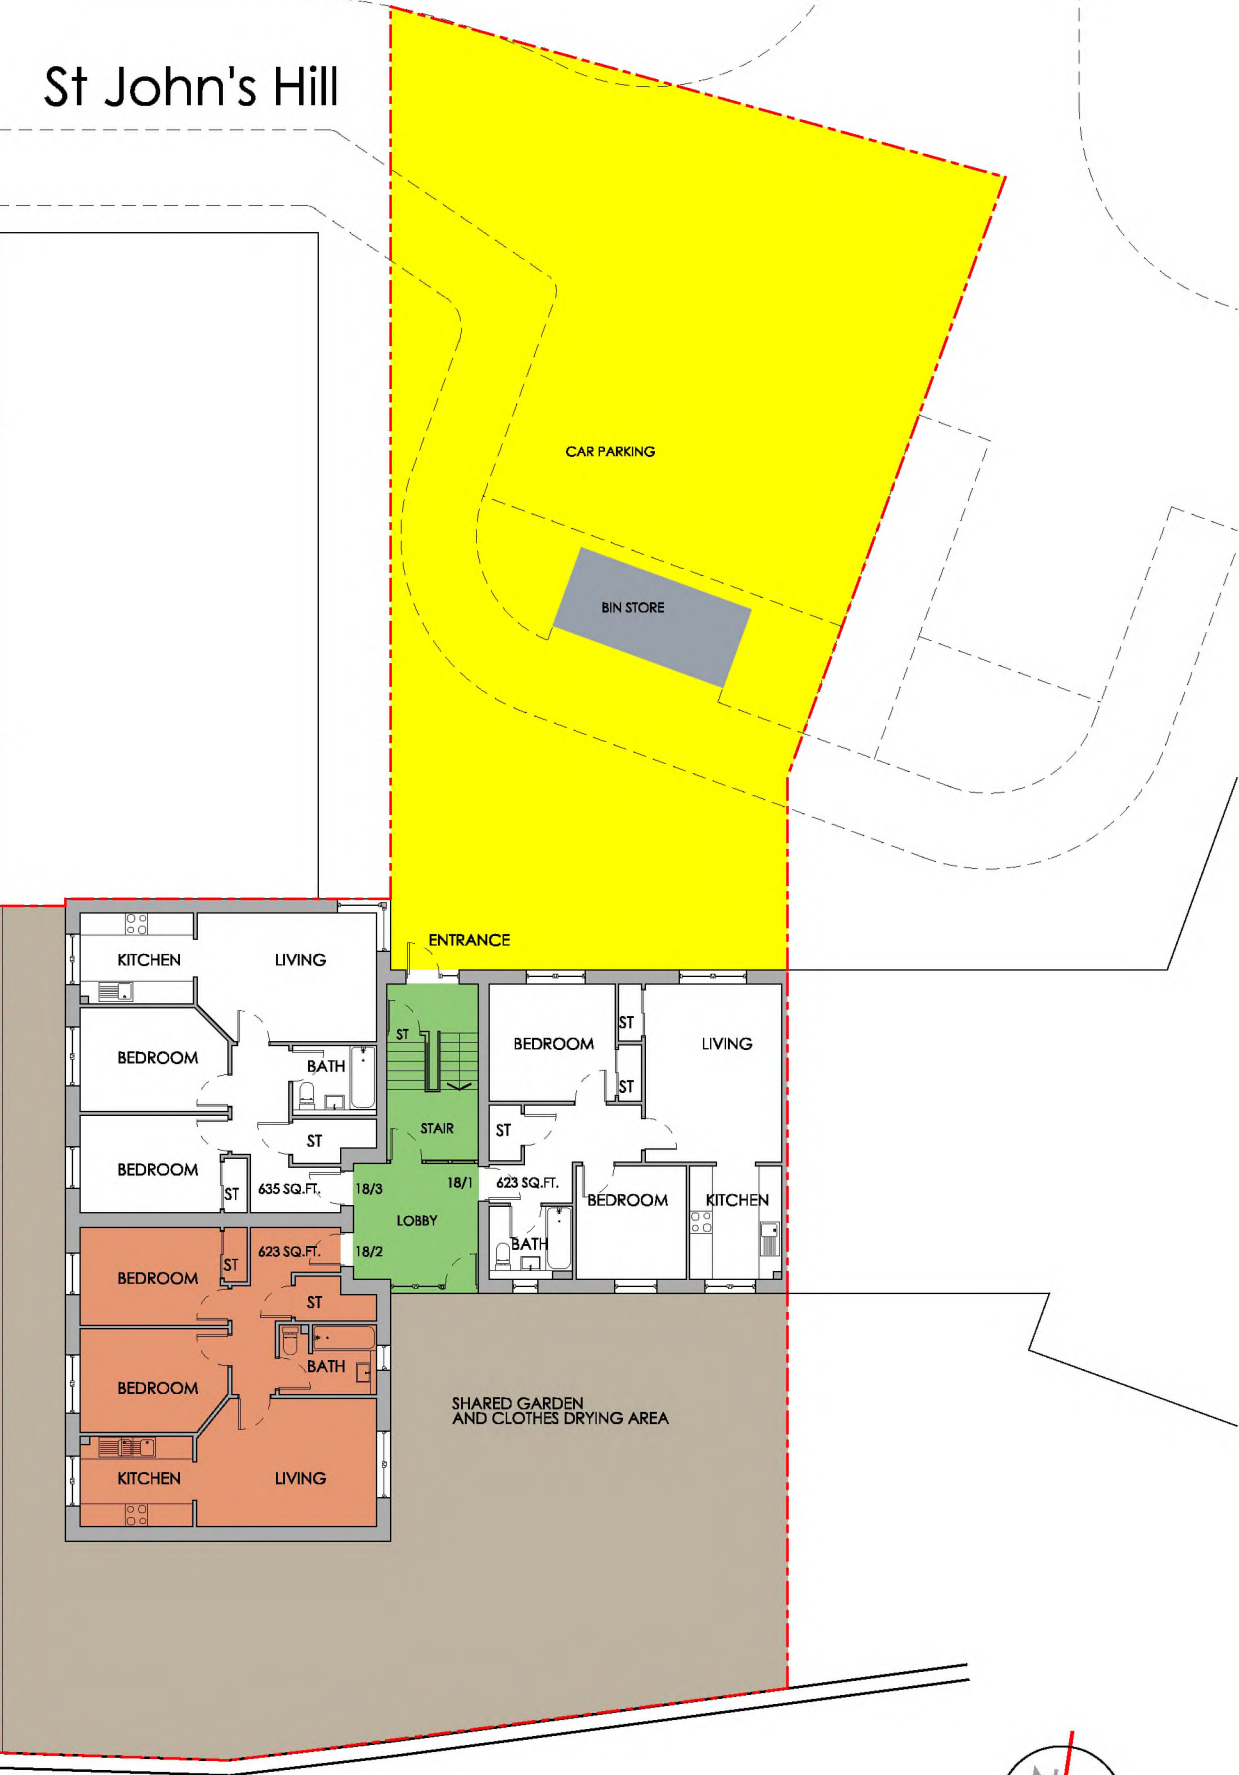 St John's Hill
CAR PARKING
BIN STORE
ENTRANCE
KITCHEN
LIVING
BEDROOM
BATH
ST
BEDROOM
ST
635 SQ.FT.
18/3
ST
STAIR
18/1
LOBBY
18/2
BEDROOM
ST
LIVING
ST
ST
623 SQ.FT.
BEDROOM
KITCHEN
BATH
BEDROOM
ST
623 SQ.FT.
ST
BEDROOM
BATH
KITCHEN
LIVING
SHARED GARDEN
AND CLOTHES DRYING AREA
N